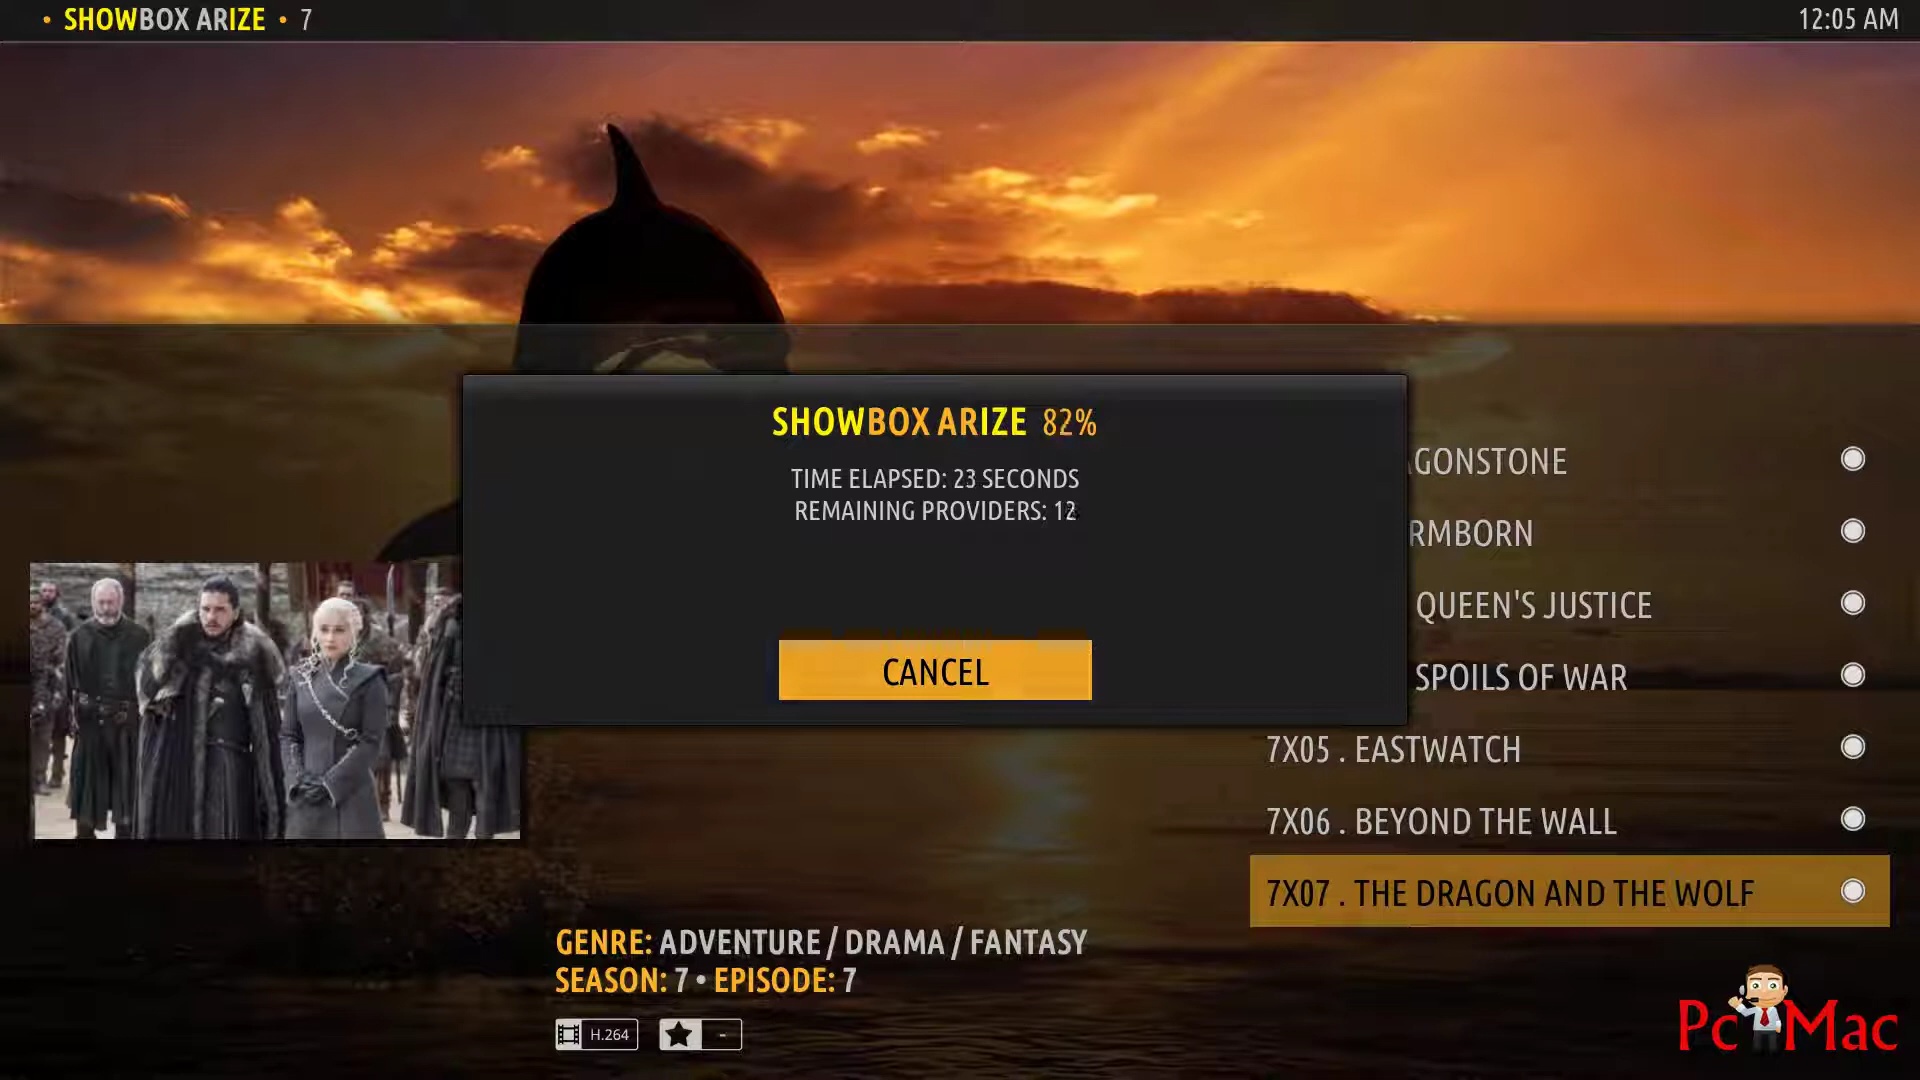 • SHOWBOX ARIZE • 7
12:05 AM
SHOWBOX ARIZE 82%
TIME ELAPSED: 23 SECONDS
REMAINING PROVIDERS: 12
CANCEL
GONSTONE
RMBORN
QUEEN'S JUSTICE
SPOILS OF WAR
7X05 . EASTWATCH
7X06 . BEYOND THE WALL
7X07 . THE DRAGON AND THE WOLF
GENRE: ADVENTURE / DRAMA / FANTASY
SEASON: 7 • EPISODE: 7
H.264
-
Pc Mac